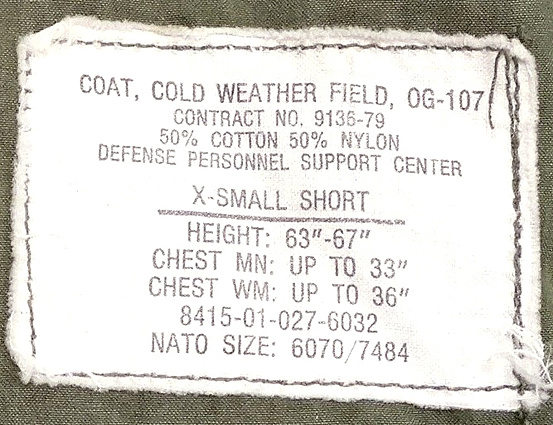 COAT, COLD WEATHER FIELD, OG-107
CONTRACT NO. 9136-79
50% COTTON 50% NYLON
DEFENSE PERSONNEL SUPPORT CENTER
X-SMALL SHORT
HEIGHT: 63"-67"
CHEST MN: UP TO 33"
CHEST WM: UP TO 36"
8415-01-027-6032
NATO SIZE: 6070/7484